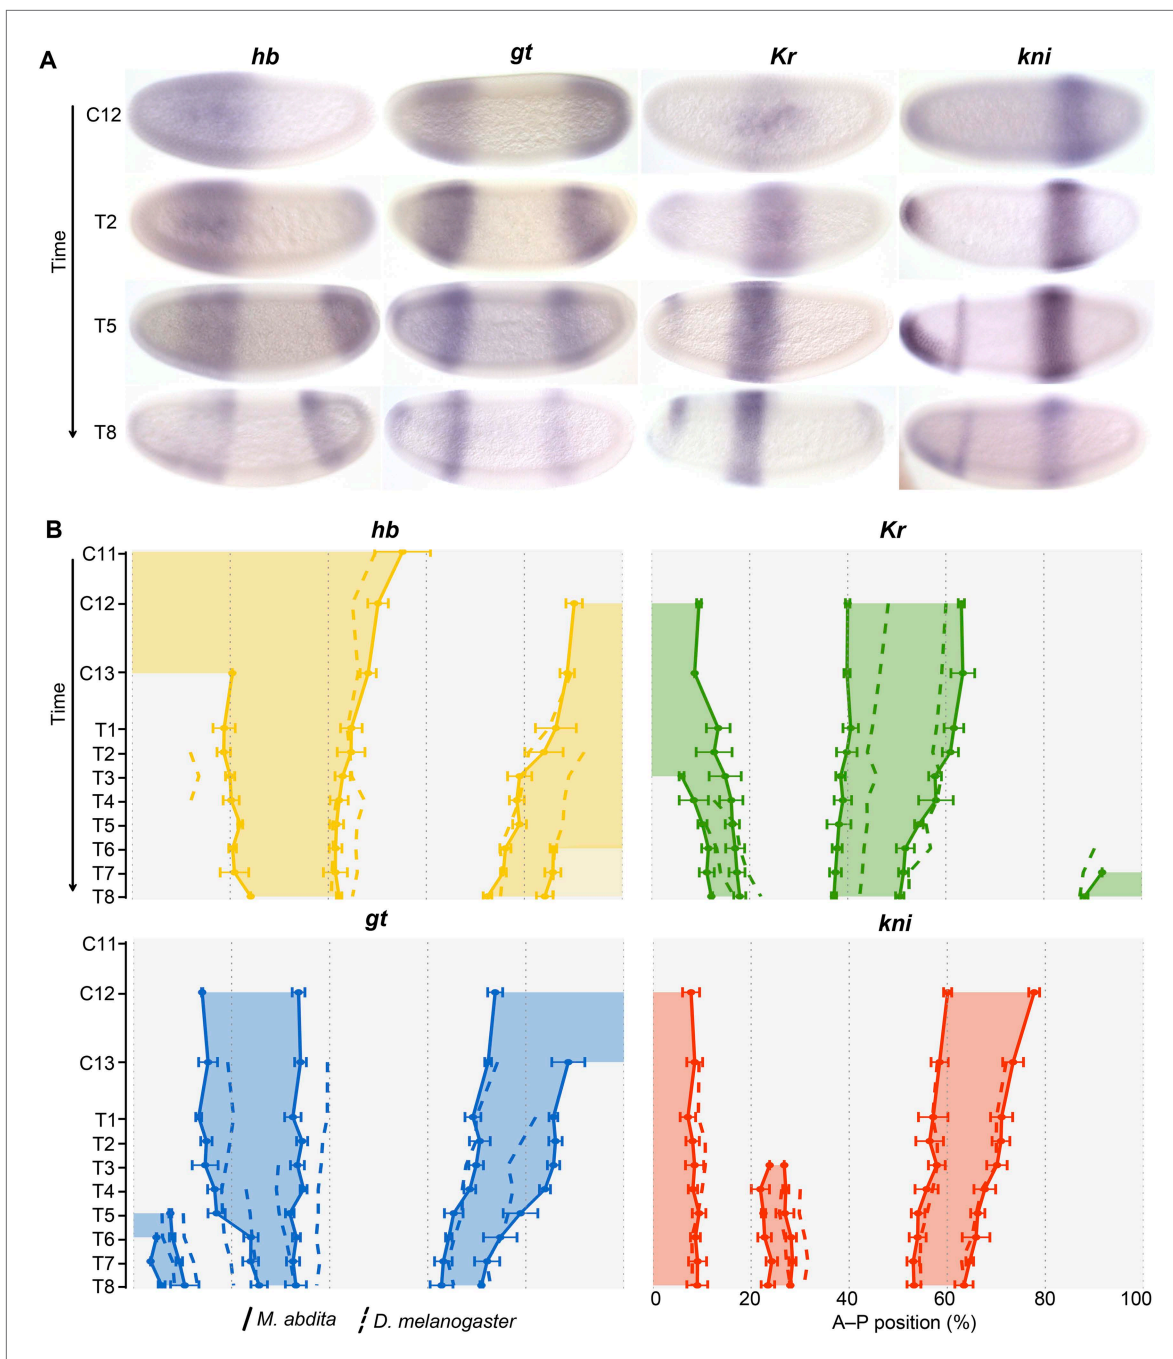 A
hb gt Kr kni
Time
C12
T2
T5
T8
B
hb Kr
Time
C11
C12
C13
T1
T2
T3
T4
T5
T6
T7
T8
gt kni
C11
C12
C13
T1
T2
T3
T4
T5
T6
T7
T8
0 20 40 60 80 100
M. abdita D. melanogaster
A–P position (%)